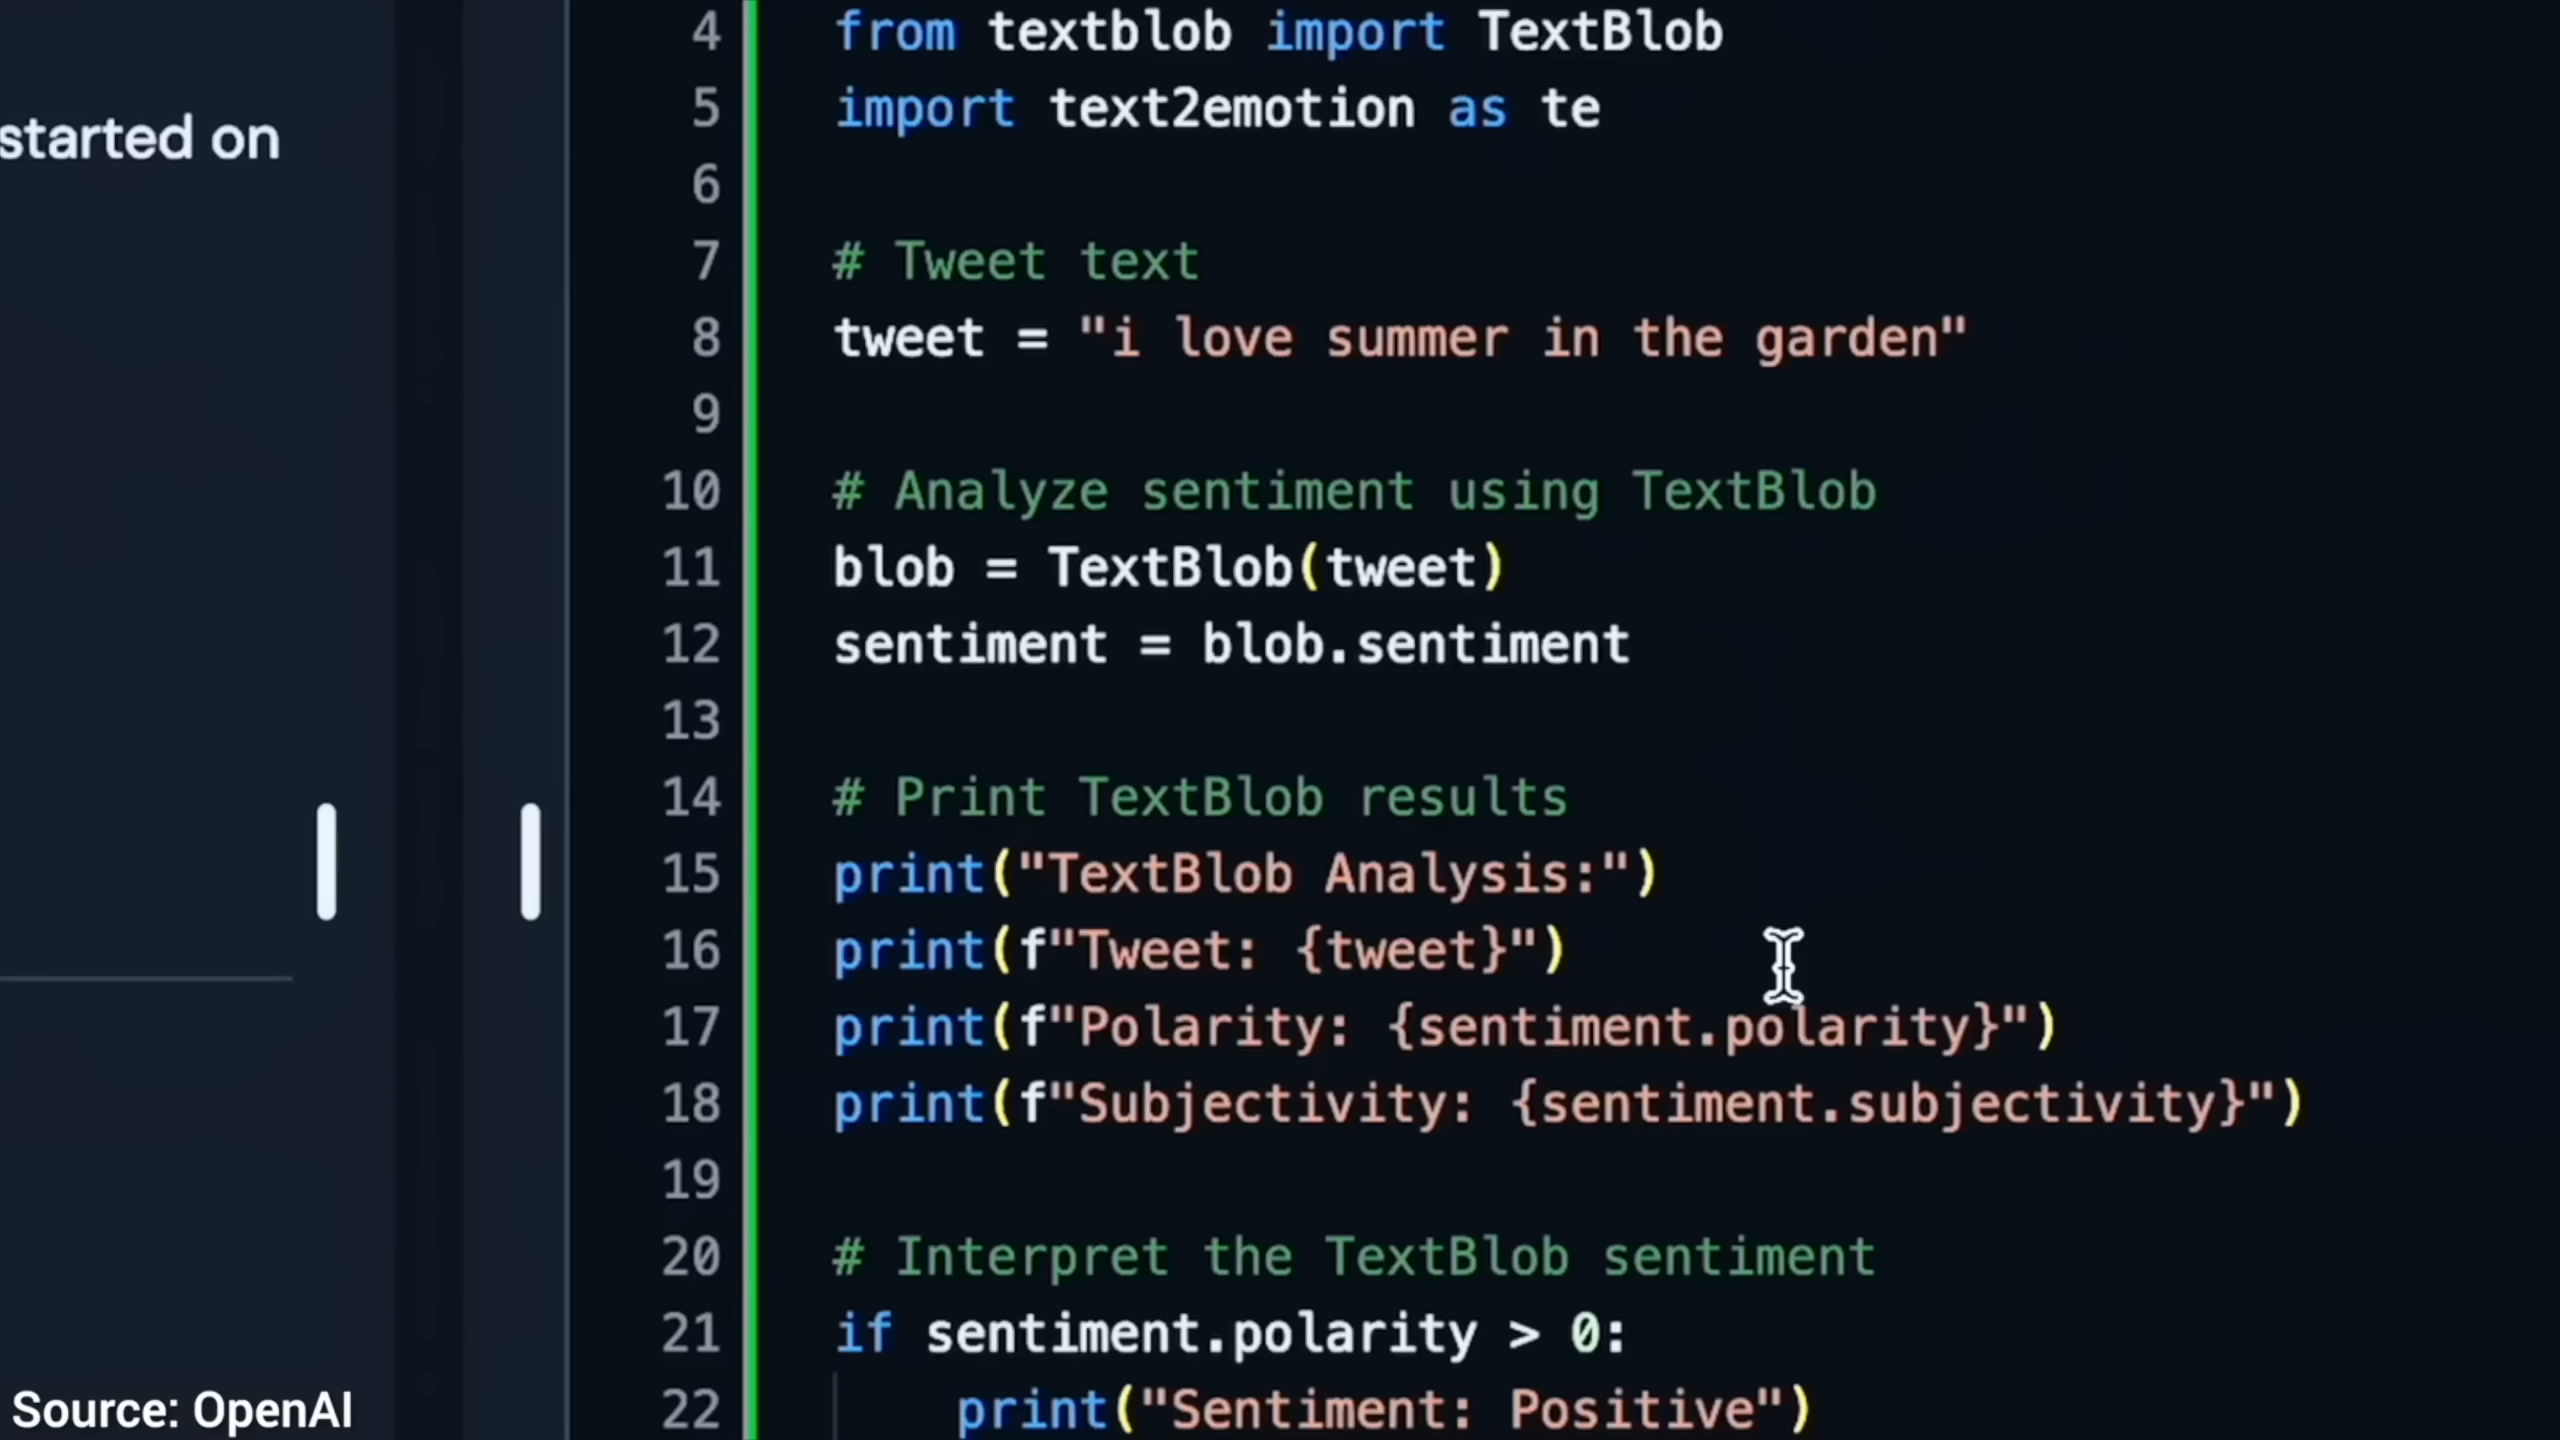 started on
4 from textblob import TextBlob
5 import text2emotion as te
6
7 # Tweet text
8 tweet = "i love summer in the garden"
9
10 # Analyze sentiment using TextBlob
11 blob = TextBlob(tweet)
12 sentiment = blob.sentiment
13
14 # Print TextBlob results
15 print("TextBlob Analysis:")
16 print(f"Tweet: {tweet}")
17 print(f"Polarity: {sentiment.polarity}")
18 print(f"Subjectivity: {sentiment.subjectivity}")
19
20 # Interpret the TextBlob sentiment
21 if sentiment.polarity > 0:
22     print("Sentiment: Positive")
Source: OpenAI